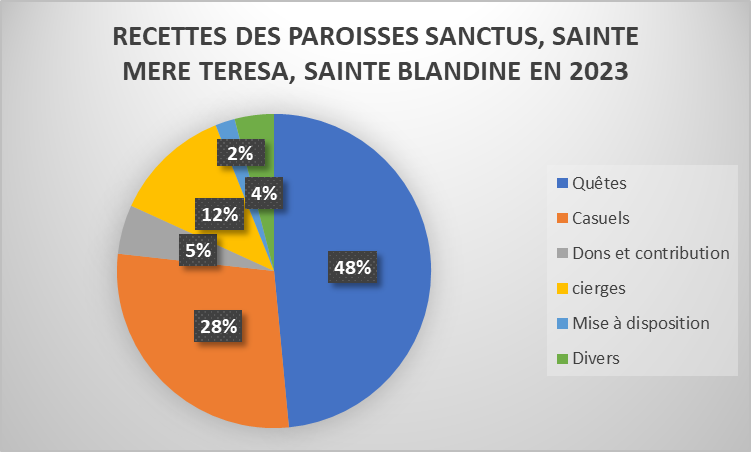 RECETTES DES PAROISSES SANCTUS, SAINTE
MERE TERESA, SAINTE BLANDINE EN 2023
2%
4%
12%
5%
48%
28%
Quêtes
Casuels
Dons et contribution
cierges
Mise à disposition
Divers